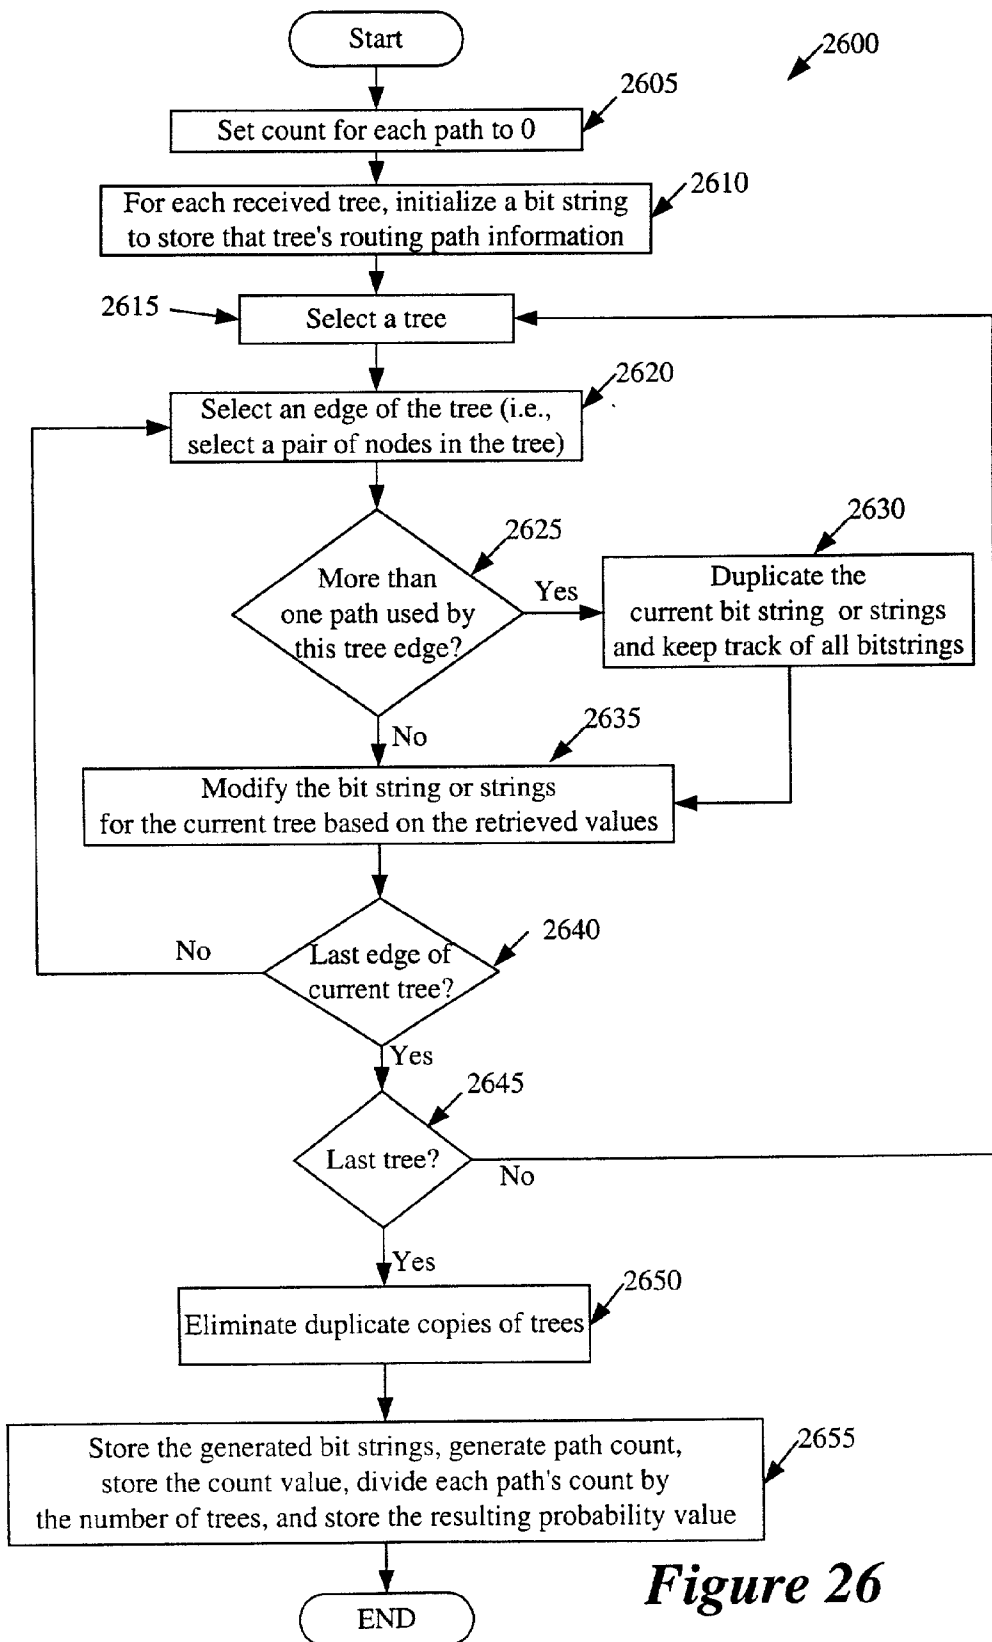 Start
2600
2605
Set count for each path to 0
2610
For each received tree, initialize a bit string
to store that tree's routing path information
2615
Select a tree
2620
Select an edge of the tree (i.e.,
select a pair of nodes in the tree)
2625
2630
More than
one path used by
this tree edge?
Yes
Duplicate the
current bit string or strings
and keep track of all bitstrings
No
2635
Modify the bit string or strings
for the current tree based on the retrieved values
No
2640
Last edge of
current tree?
Yes
2645
Last tree?
No
Yes
2650
Eliminate duplicate copies of trees
2655
Store the generated bit strings, generate path count,
store the count value, divide each path's count by
the number of trees, and store the resulting probability value
Figure 26
END